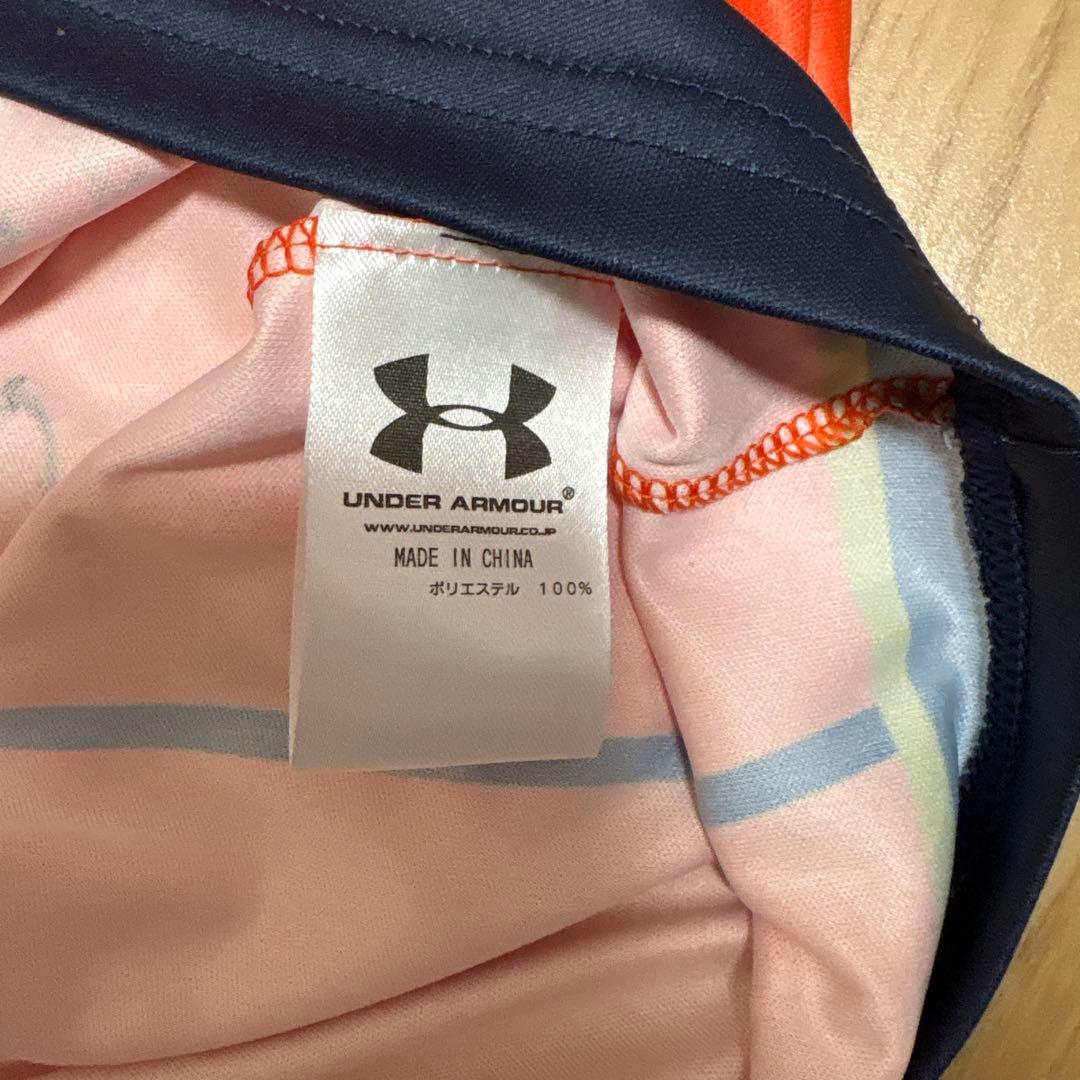 UNDER ARMOUR®
WWW.UNDERARMOUR.CO.JP
MADE IN CHINA
ポリエステル 100%